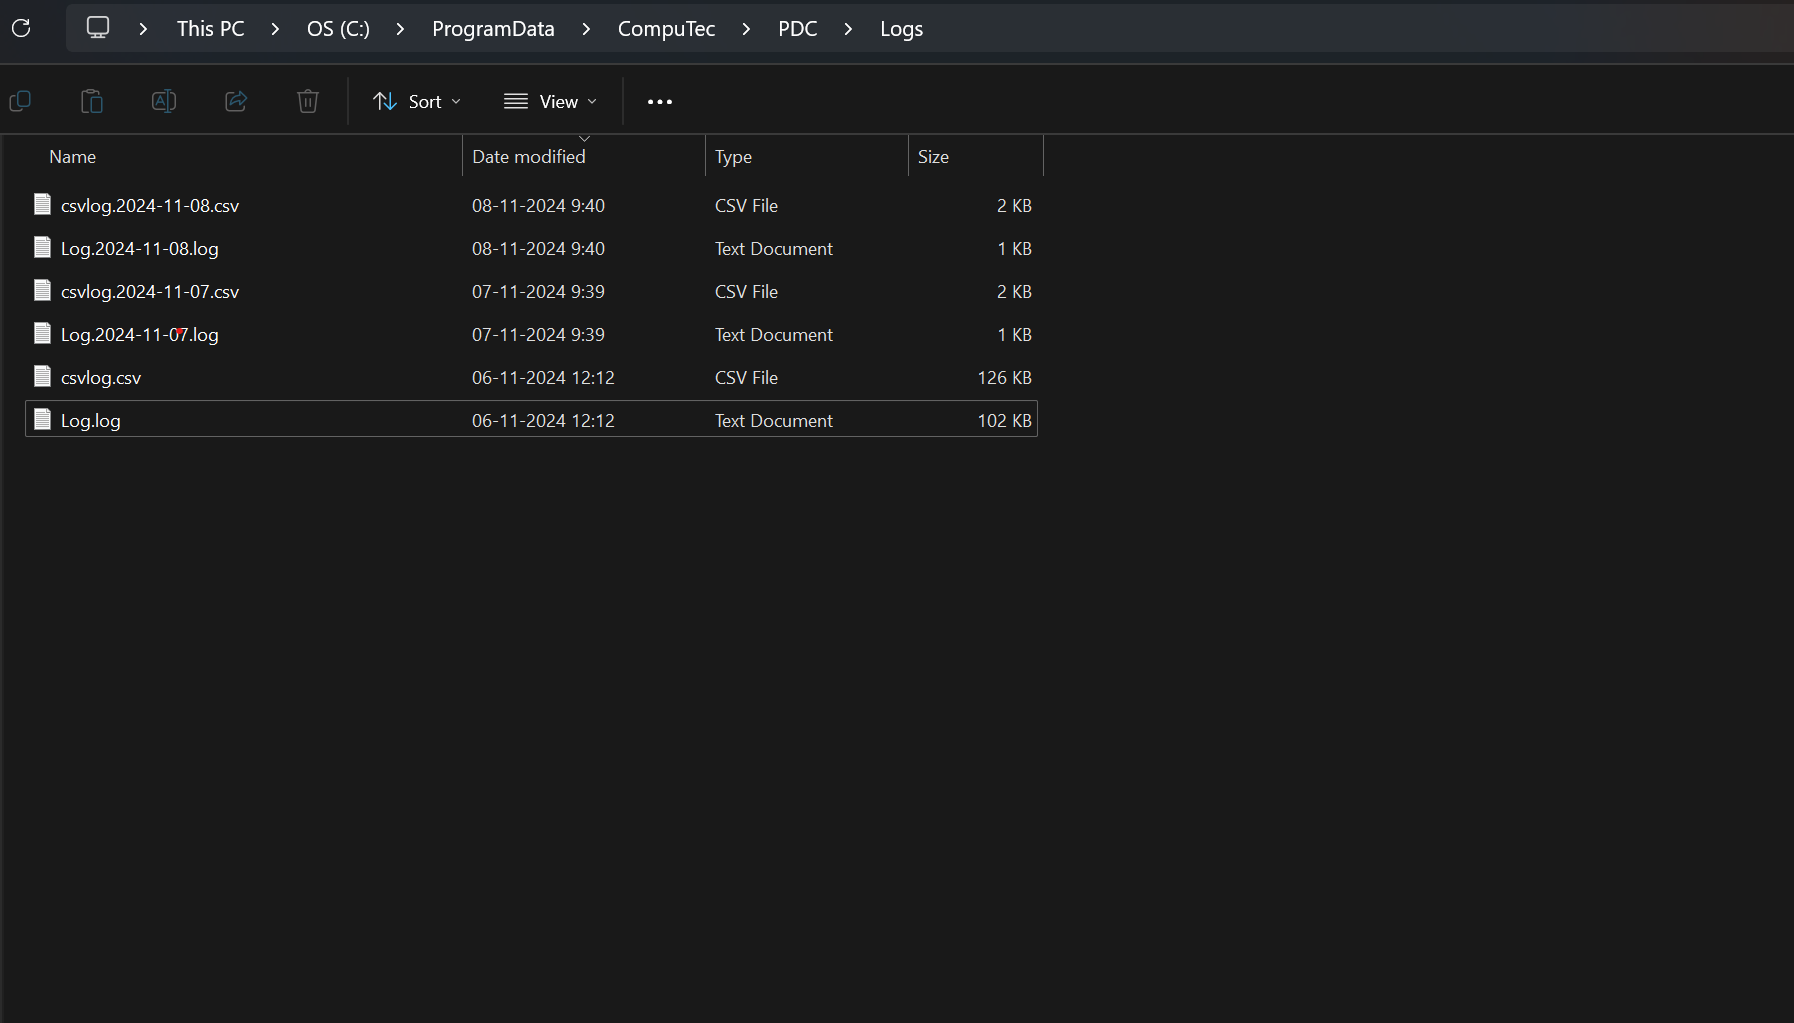 This PC > OS (C:) > ProgramData > CompuTec > PDC > Logs
Sort View
Name Date modified Type Size
csvlog.2024-11-08.csv 08-11-2024 9:40 CSV File 2 KB
Log.2024-11-08.log 08-11-2024 9:40 Text Document 1 KB
csvlog.2024-11-07.csv 07-11-2024 9:39 CSV File 2 KB
Log.2024-11-07.log 07-11-2024 9:39 Text Document 1 KB
csvlog.csv 06-11-2024 12:12 CSV File 126 KB
Log.log 06-11-2024 12:12 Text Document 102 KB